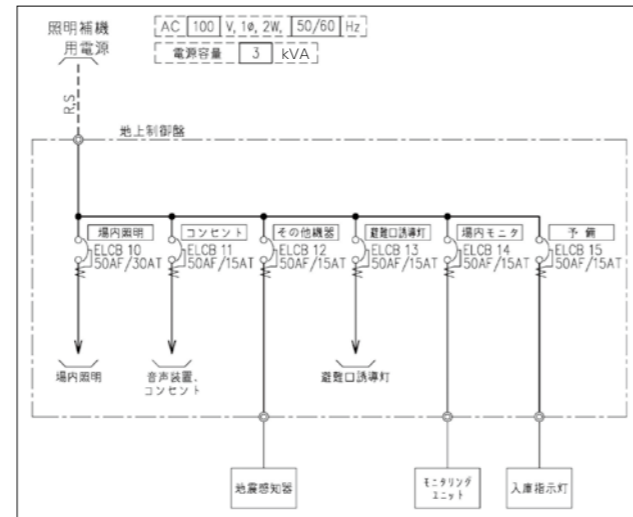 照明補機
用電源
AC 100 V, 1ø, 2W, 50/60 Hz
電源容量 3 kVA
R,S
地上制御盤
場内照明
ELCB 10
50AF/30AT
コンセント
ELCB 11
50AF/15AT
その他機器
ELCB 12
50AF/15AT
避難口誘導灯
ELCB 13
50AF/15AT
場内モニタ
ELCB 14
50AF/15AT
予備
ELCB 15
50AF/15AT
場内照明
音声装置、
コンセント
避難口誘導灯
地震感知器
モニタリング
ユニット
入庫指示灯